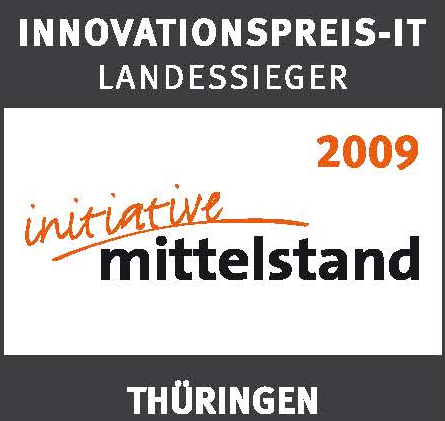 INNOVATIONSPREIS-IT
LANDESSIEGER
2009
initiative
mittelstand
THÜRINGEN